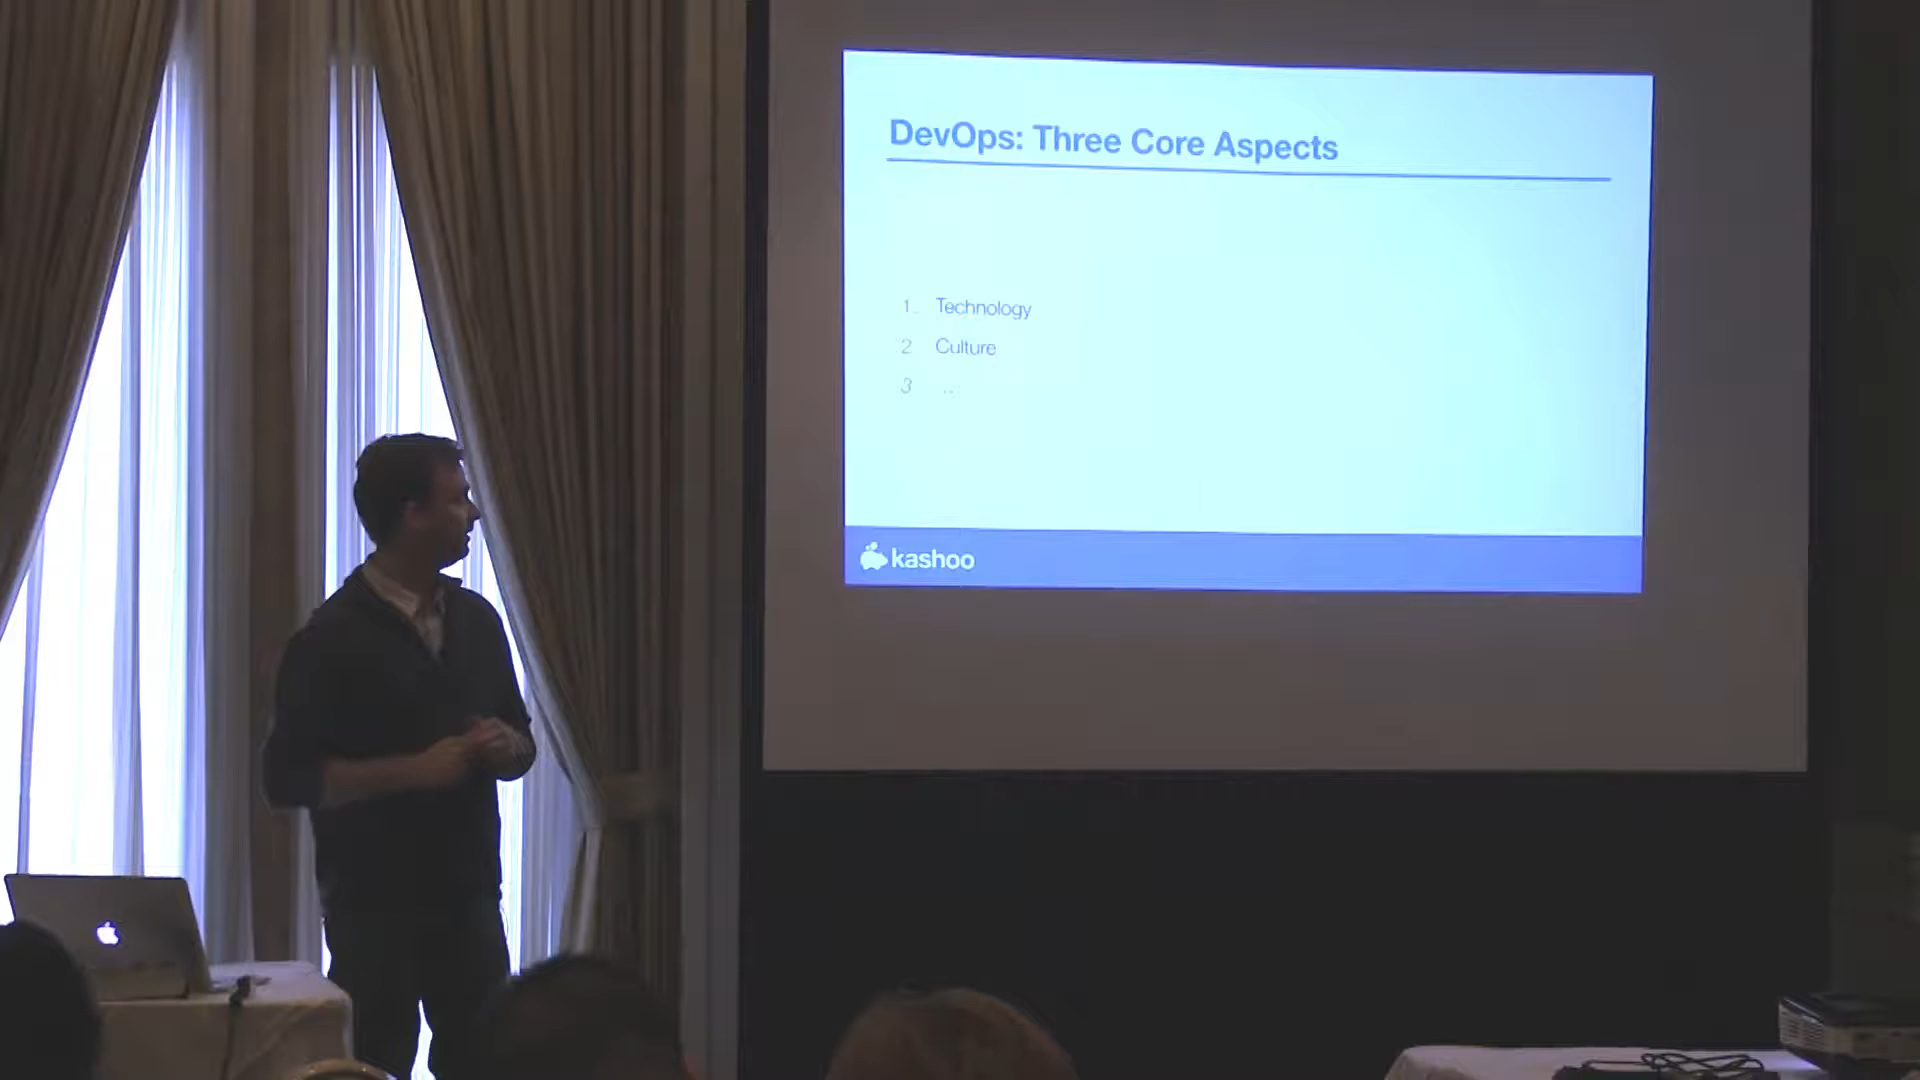 DevOps: Three Core Aspects
1. Technology
2 Culture
3 ..
kashoo